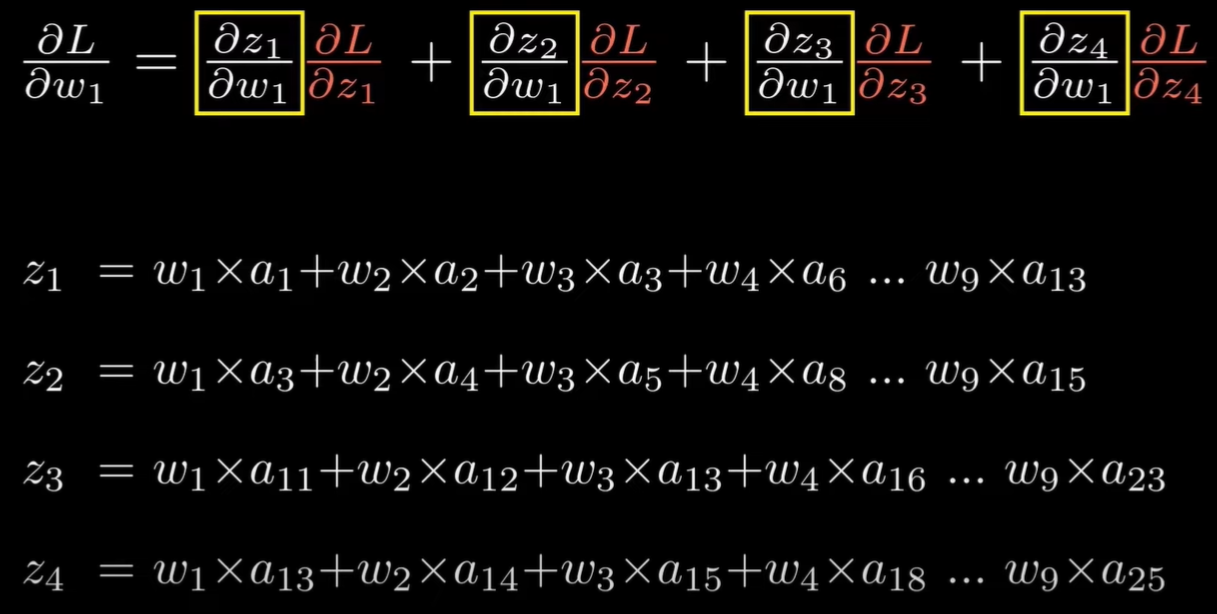 ∂L/∂w₁ = ∂z₁/∂w₁ ∂L/∂z₁ + ∂z₂/∂w₁ ∂L/∂z₂ + ∂z₃/∂w₁ ∂L/∂z₃ + ∂z₄/∂w₁ ∂L/∂z₄
z₁ = w₁×a₁+w₂×a₂+w₃×a₃+w₄×a₆ ... w₉×a₁₃
z₂ = w₁×a₃+w₂×a₄+w₃×a₅+w₄×a₈ ... w₉×a₁₅
z₃ = w₁×a₁₁+w₂×a₁₂+w₃×a₁₃+w₄×a₁₆ ... w₉×a₂₃
z₄ = w₁×a₁₃+w₂×a₁₄+w₃×a₁₅+w₄×a₁₈ ... w₉×a₂₅